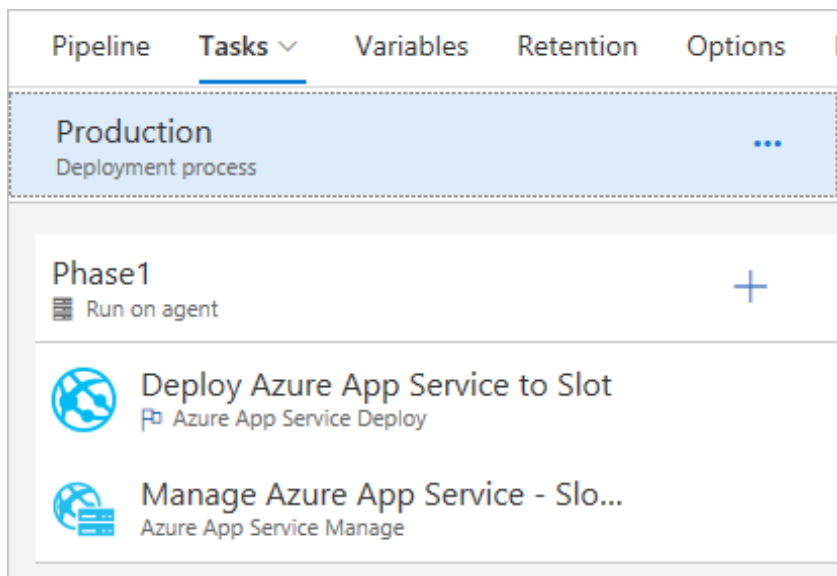 Pipeline Tasks Variables Retention Options
Production
Deployment process
Phase1
Run on agent
Deploy Azure App Service to Slot
Azure App Service Deploy
Manage Azure App Service - Slo...
Azure App Service Manage